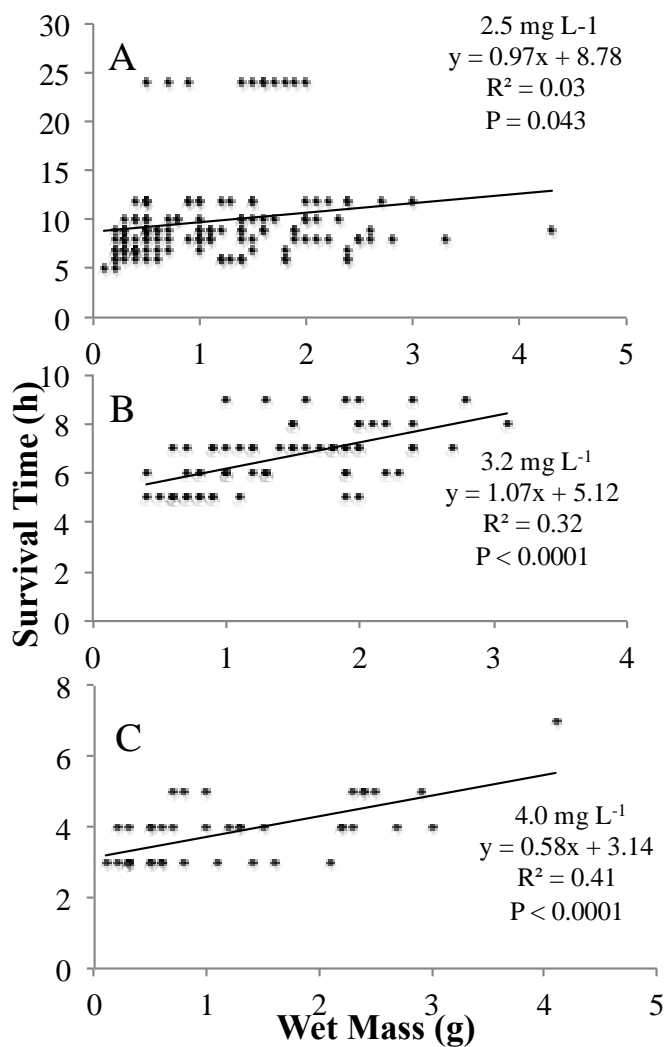 30
25
20
15
10
5
0
A
2.5 mg L-1
y = 0.97x + 8.78
R² = 0.03
P = 0.043
0 1 2 3 4 5
10
8
6
4
2
0
B
3.2 mg L⁻¹
y = 1.07x + 5.12
R² = 0.32
P < 0.0001
0 1 2 3 4
Survival Time (h)
8
6
4
2
0
C
4.0 mg L⁻¹
y = 0.58x + 3.14
R² = 0.41
P < 0.0001
0 1 2 3 4 5
Wet Mass (g)